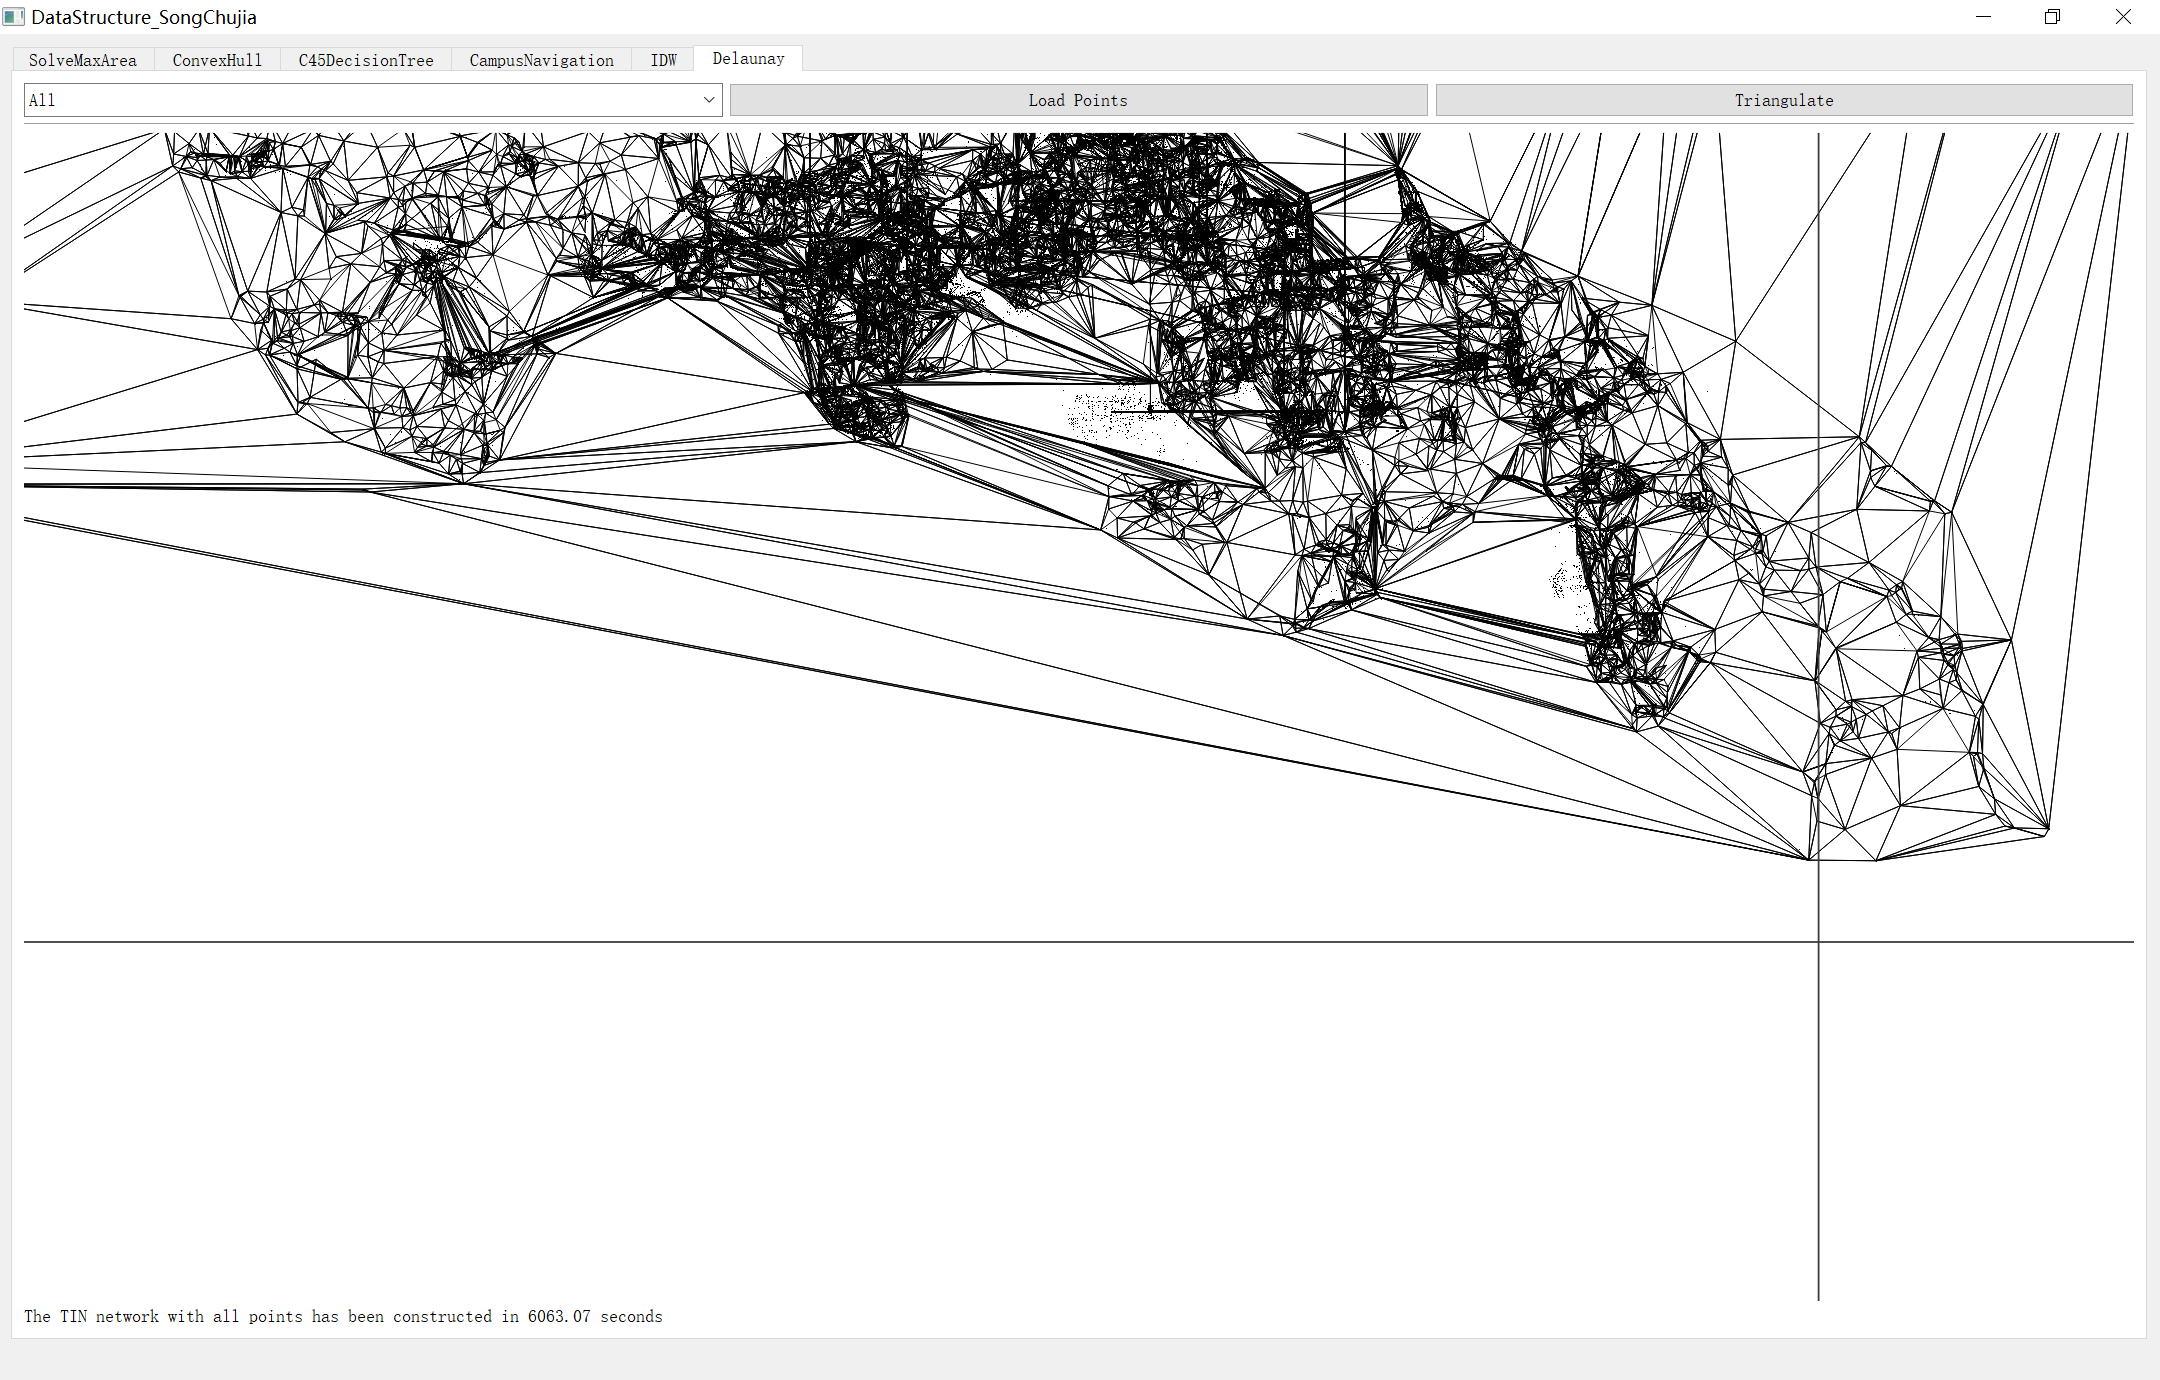 DataStructure_SongChujia
SolveMaxArea ConvexHull C45DecisionTree CampusNavigation IDW Delaunay
All Load Points Triangulate
The TIN network with all points has been constructed in 6063.07 seconds